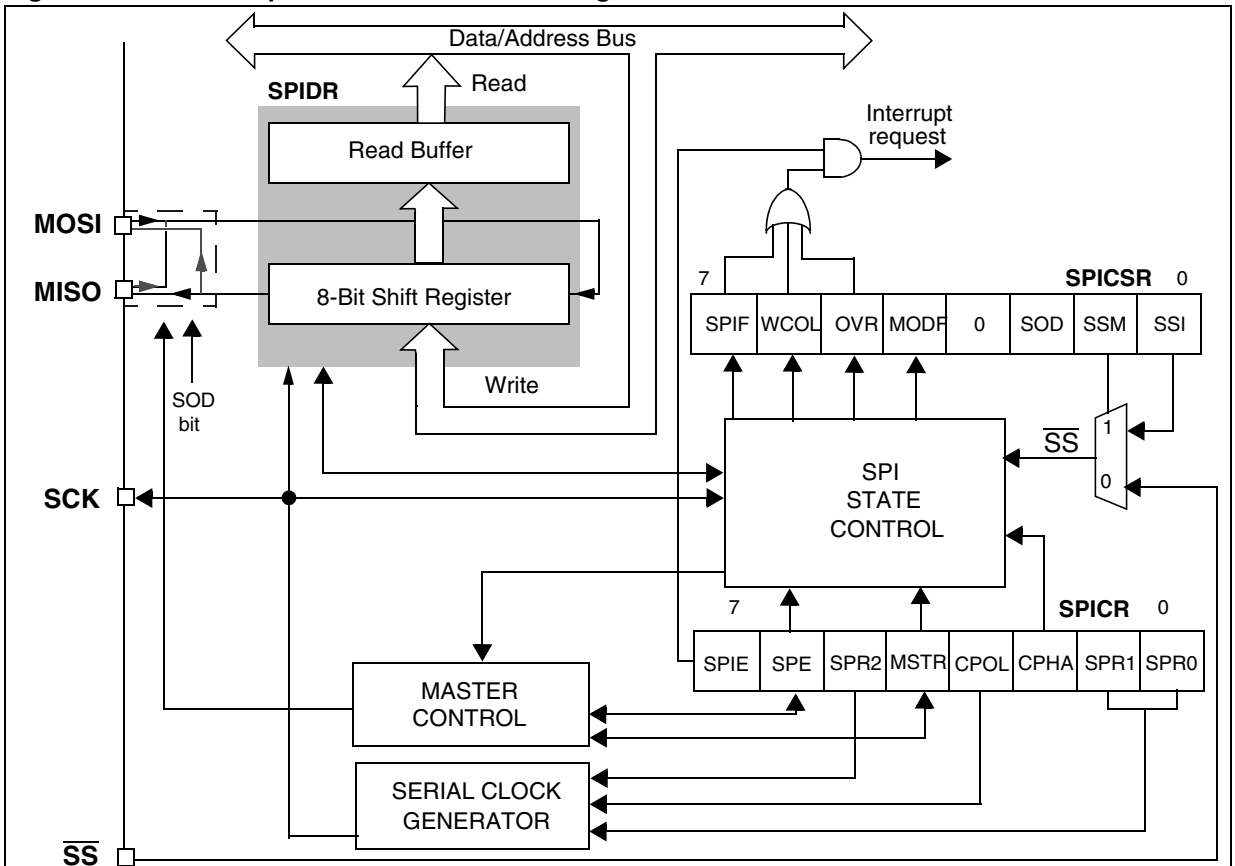 Data/Address Bus
SPIDR
Read
Read Buffer
Interrupt
request
MOSI
MISO
8-Bit Shift Register
Write
SOD
bit
7
SPICSR
0
SPIF
WCOL
OVR
MODF
0
SOD
SSM
SSI
1
SS
0
SCK
SPI
STATE
CONTROL
7
SPICR
0
SPIE
SPE
SPR2
MSTR
CPOL
CPHA
SPR1
SPR0
MASTER
CONTROL
SERIAL CLOCK
GENERATOR
SS